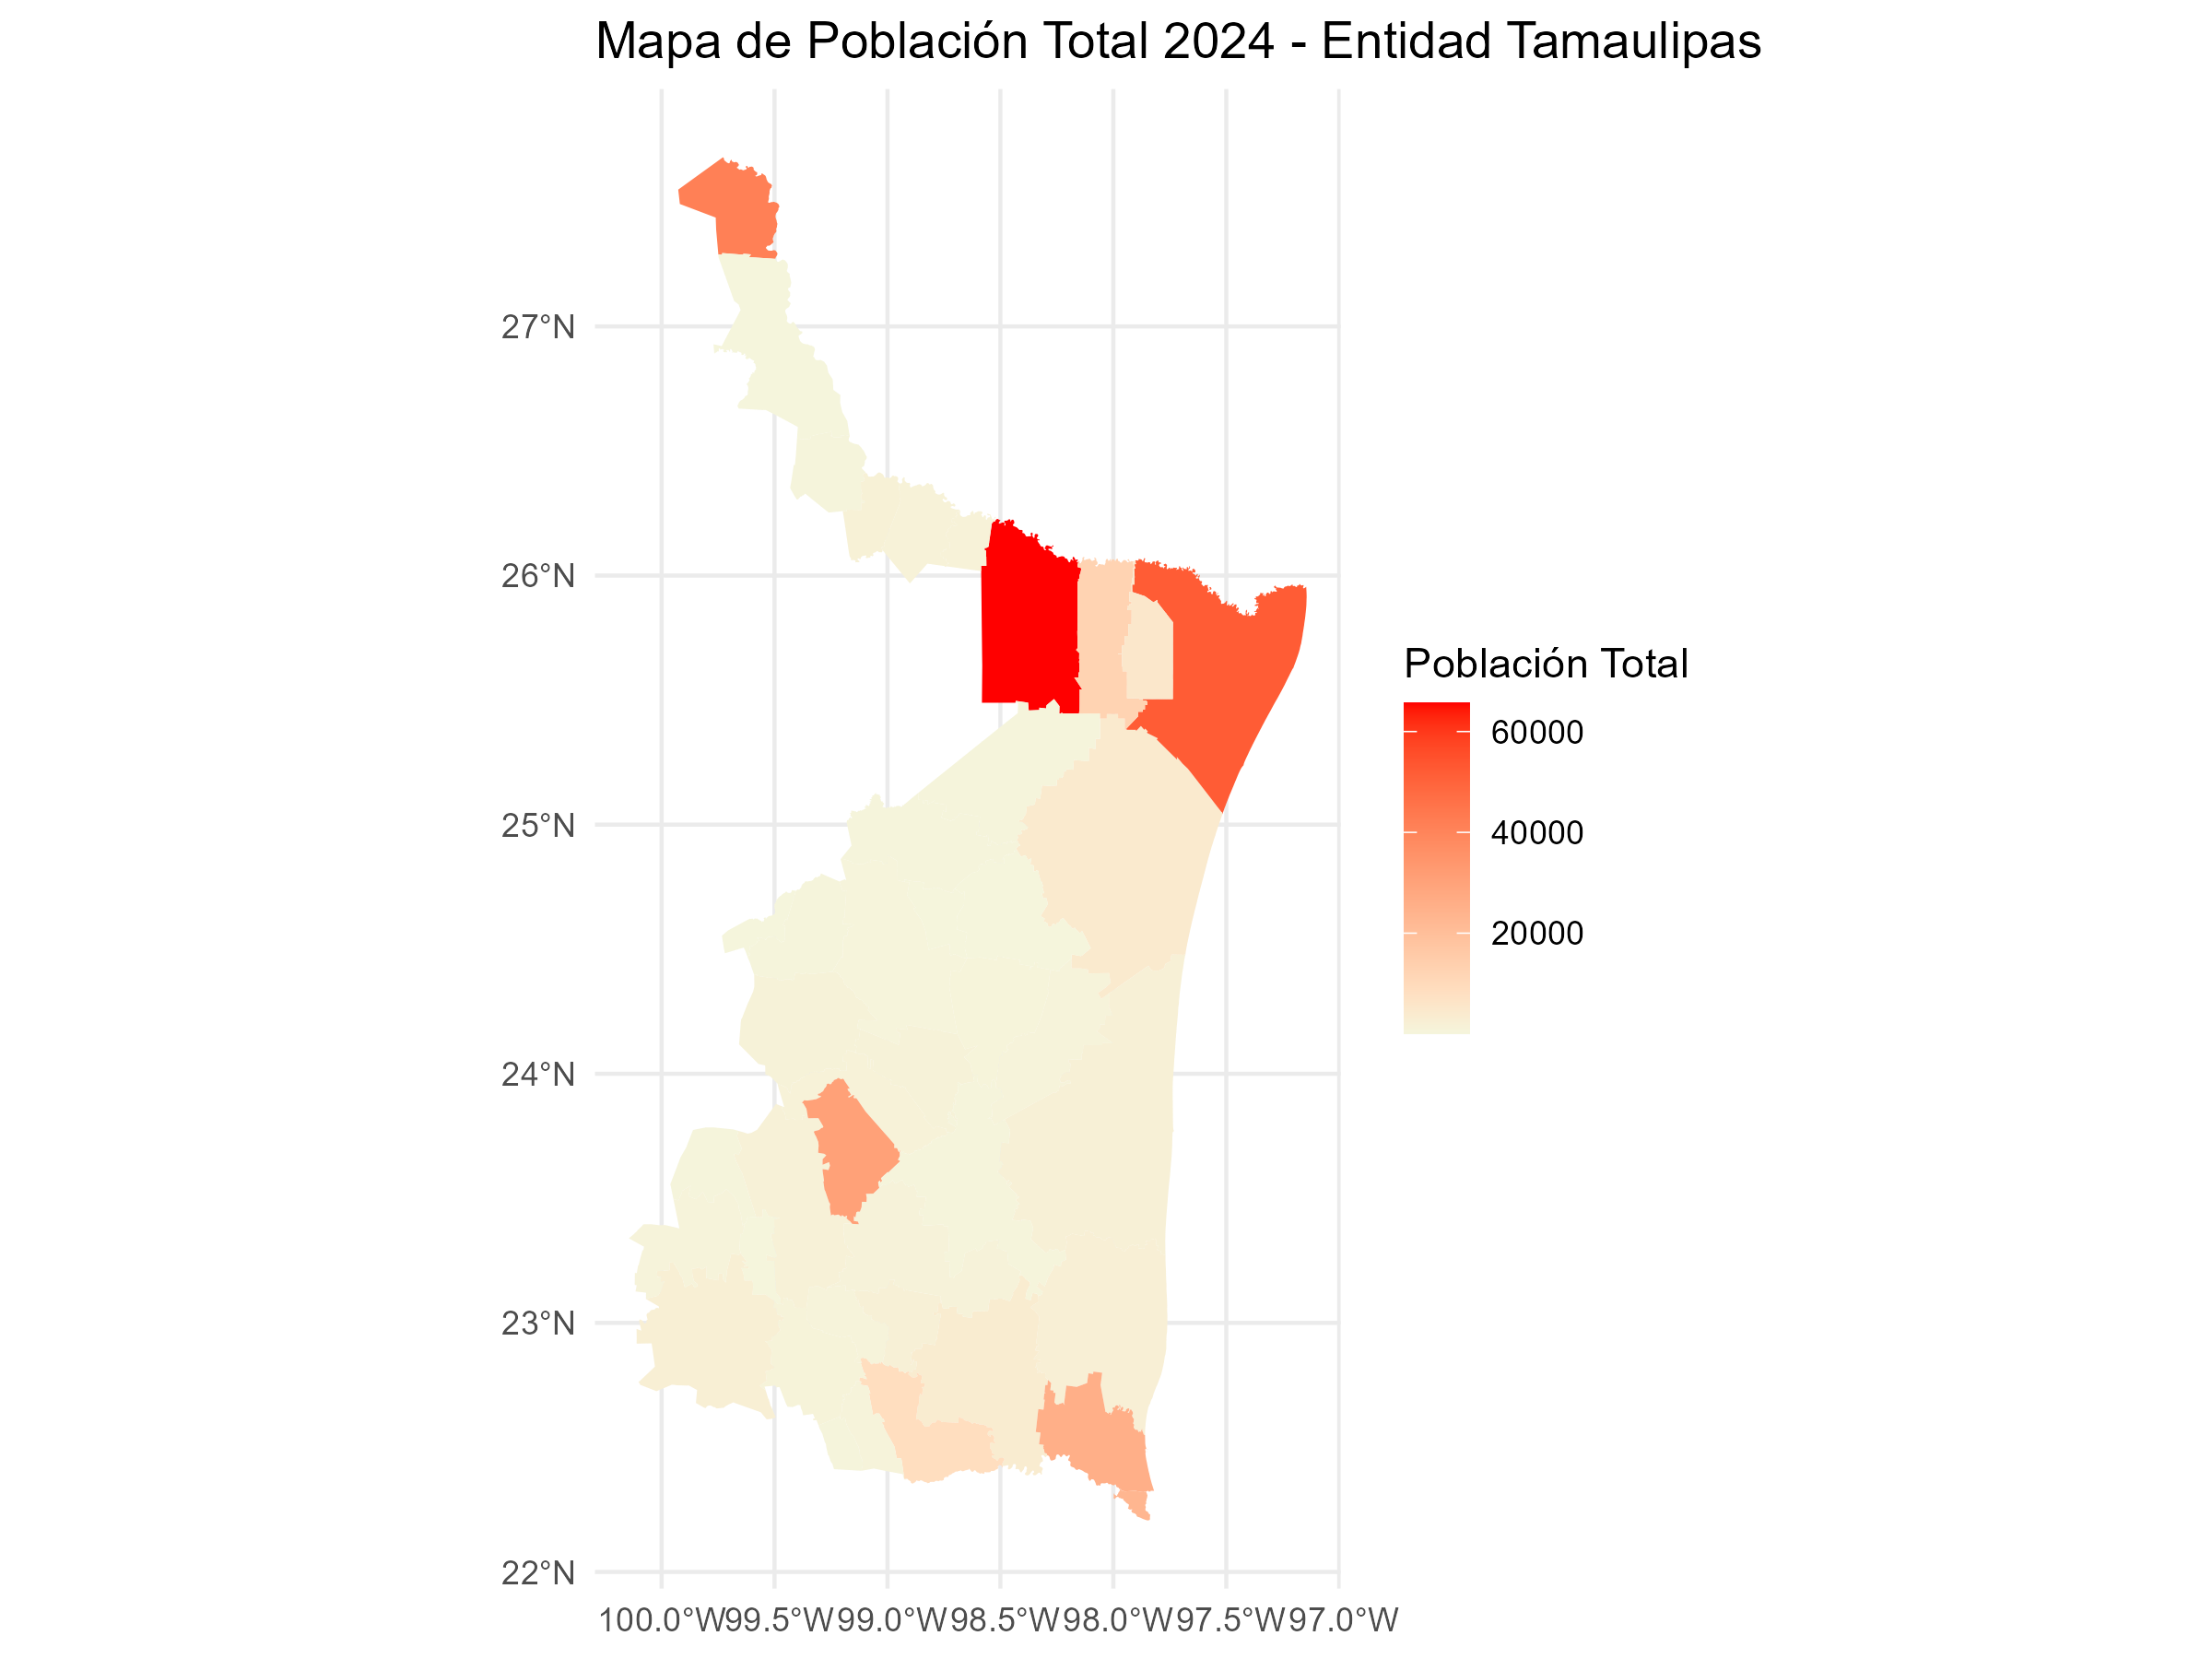 Mapa de Población Total 2024 - Entidad Tamaulipas
27°N
26°N
25°N
24°N
23°N
22°N
100.0°W 99.5°W 99.0°W 98.5°W 98.0°W 97.5°W 97.0°W
Población Total
60000
40000
20000